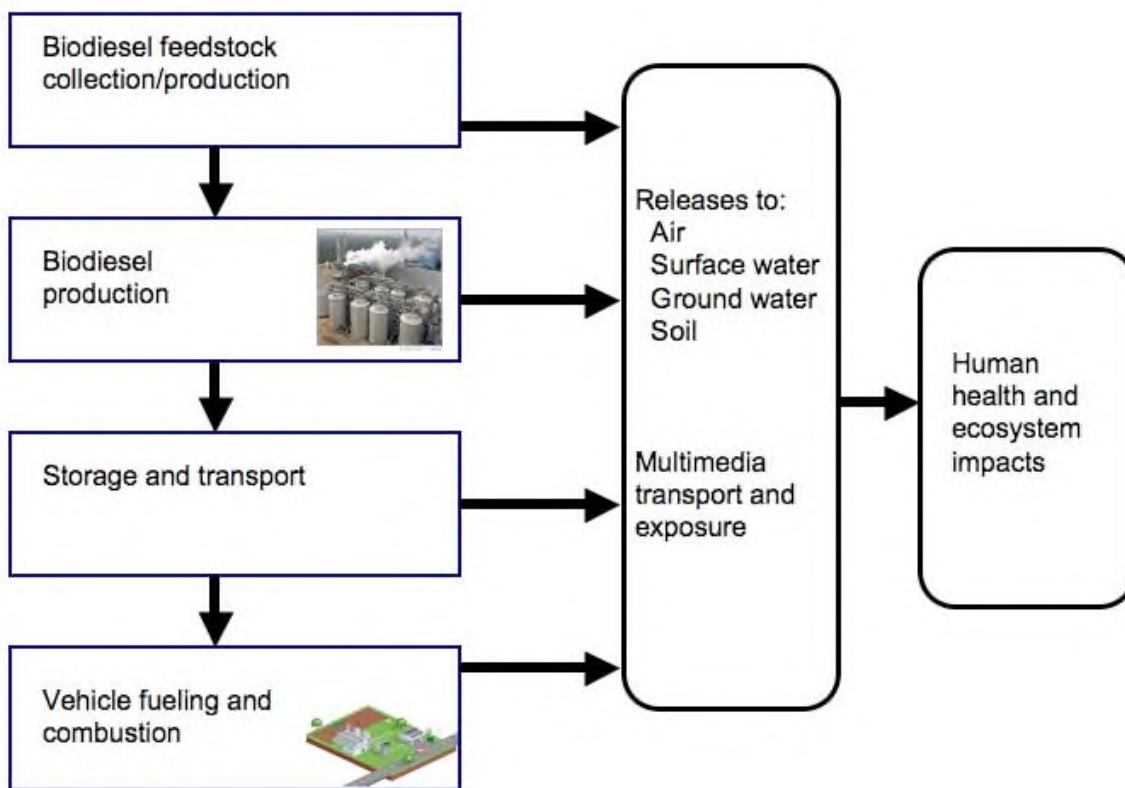 Biodiesel feedstock
collection/production
Biodiesel
production
Storage and transport
Vehicle fueling and
combustion
Releases to:
Air
Surface water
Ground water
Soil
Multimedia
transport and
exposure
Human
health and
ecosystem
impacts